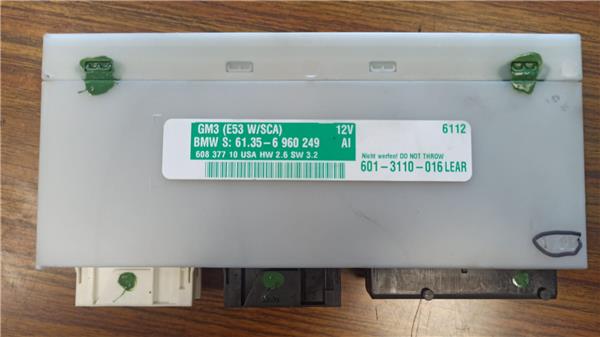 GM3 (E53 W/SCA) 12V
BMW S: 61.35-6 960 249 AI
608 377 10 USA HW 2.6 SW 3.2
6112
Nicht werfen! DO NOT THROW
601-3110-016 LEAR